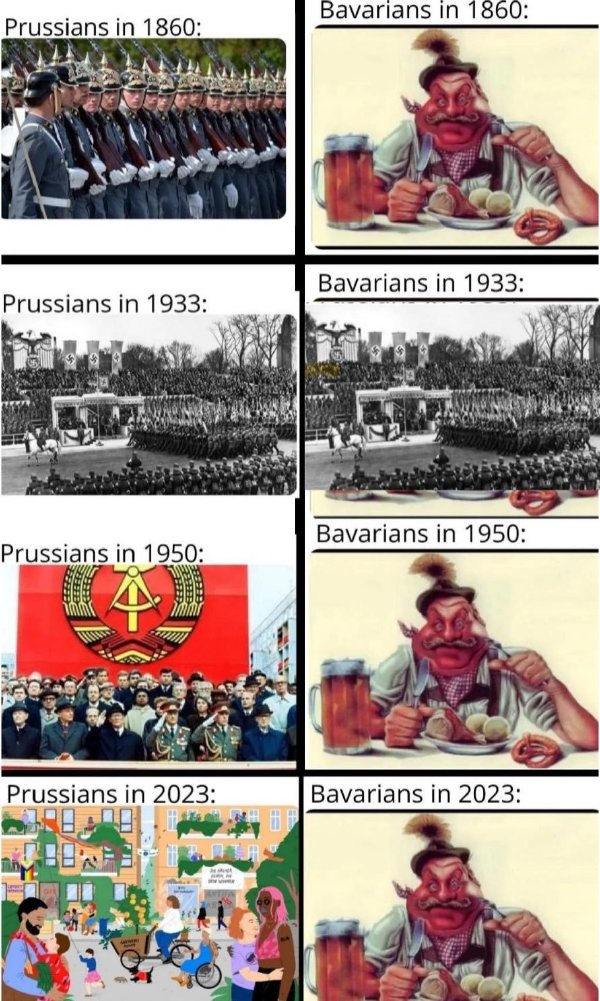 Prussians in 1860:
Bavarians in 1860:
Prussians in 1933:
Bavarians in 1933:
Prussians in 1950:
Bavarians in 1950:
Prussians in 2023:
Bavarians in 2023: